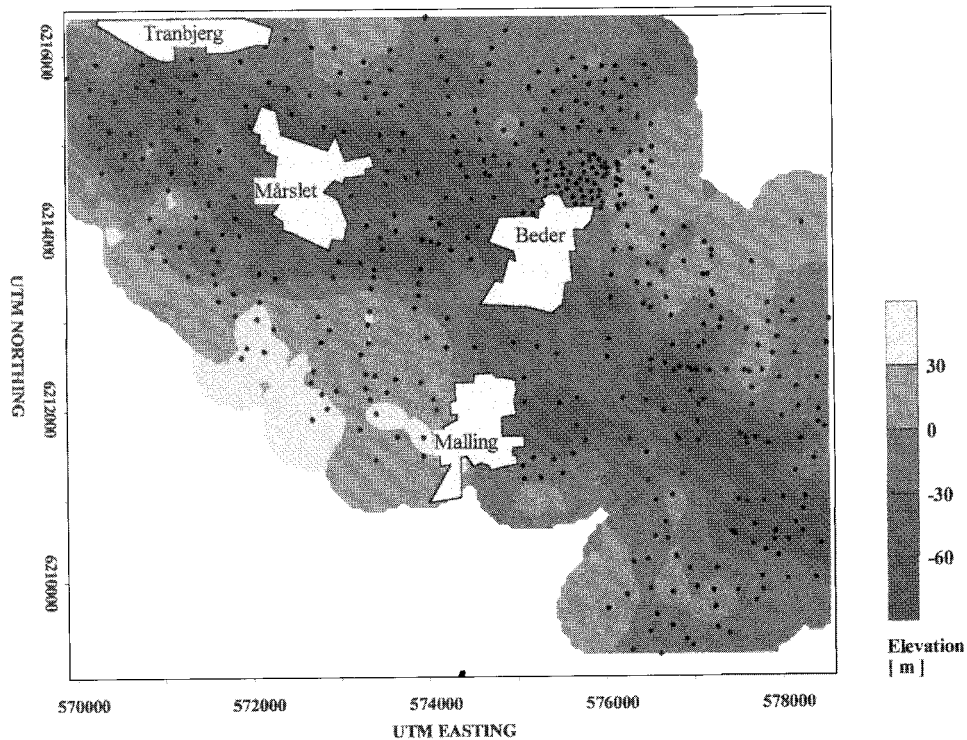 Tranbjerg
6216000
Mårslet
6214000
Beder
UTM NORTHING
30
6212000
0
Malling
-30
-60
6210000
Elevation
[ m ]
570000 572000 574000 576000 578000
UTM EASTING